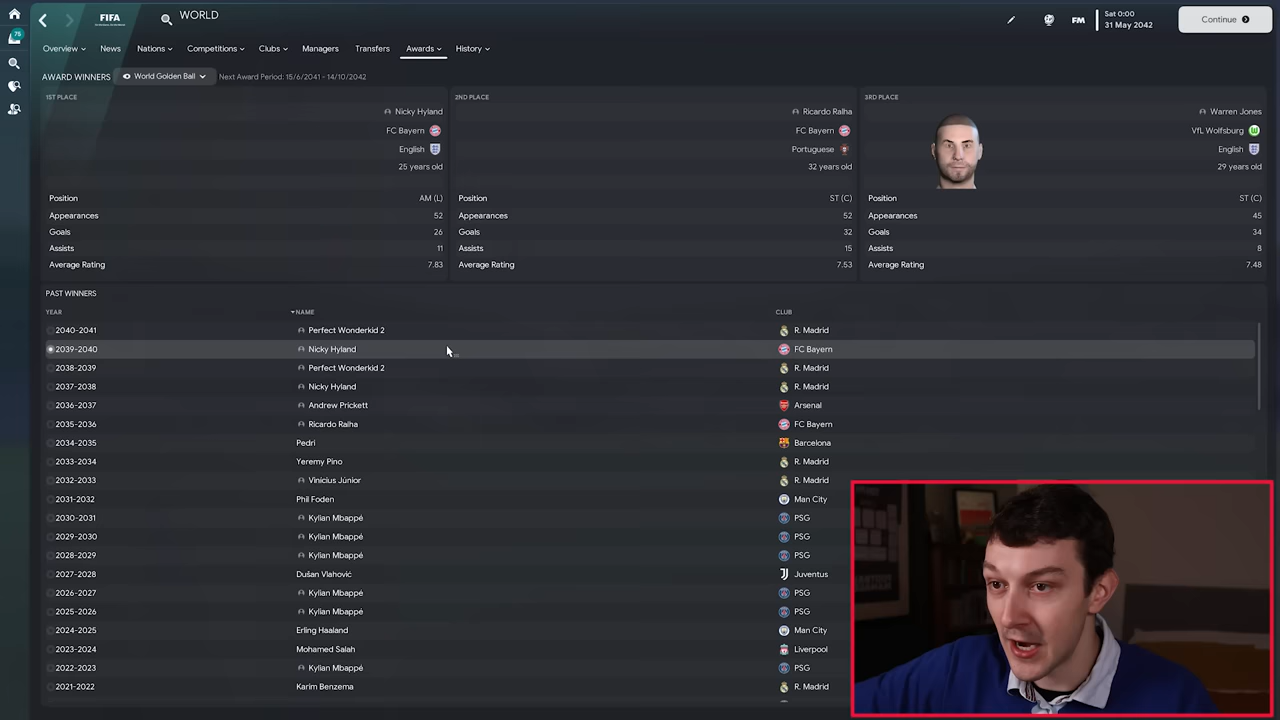 WORLD
FIFA
75
Sat 0:00
31 May 2042
FM
Continue
Overview News Nations Competitions Clubs Managers Transfers Awards History
AWARD WINNERS World Golden Ball Next Award Period: 15/6/2041 - 14/10/2042
1ST PLACE
Nicky Hyland
FC Bayern
English
25 years old
Position AM (L)
Appearances 52
Goals 26
Assists 11
Average Rating 7.83
2ND PLACE
Ricardo Ralha
FC Bayern
Portuguese
32 years old
Position ST (C)
Appearances 52
Goals 32
Assists 15
Average Rating 7.53
3RD PLACE
Warren Jones
VfL Wolfsburg
English
29 years old
Position ST (C)
Appearances 45
Goals 34
Assists 8
Average Rating 7.48
PAST WINNERS
YEAR NAME CLUB
2040-2041 Perfect Wonderkid 2 R. Madrid
2039-2040 Nicky Hyland FC Bayern
2038-2039 Perfect Wonderkid 2 R. Madrid
2037-2038 Nicky Hyland R. Madrid
2036-2037 Andrew Prickett Arsenal
2035-2036 Ricardo Ralha FC Bayern
2034-2035 Pedri Barcelona
2033-2034 Yeremy Pino R. Madrid
2032-2033 Vinícius Júnior R. Madrid
2031-2032 Phil Foden Man City
2030-2031 Kylian Mbappé PSG
2029-2030 Kylian Mbappé PSG
2028-2029 Kylian Mbappé PSG
2027-2028 Dušan Vlahović Juventus
2026-2027 Kylian Mbappé PSG
2025-2026 Kylian Mbappé PSG
2024-2025 Erling Haaland Man City
2023-2024 Mohamed Salah Liverpool
2022-2023 Kylian Mbappé PSG
2021-2022 Karim Benzema R. Madrid